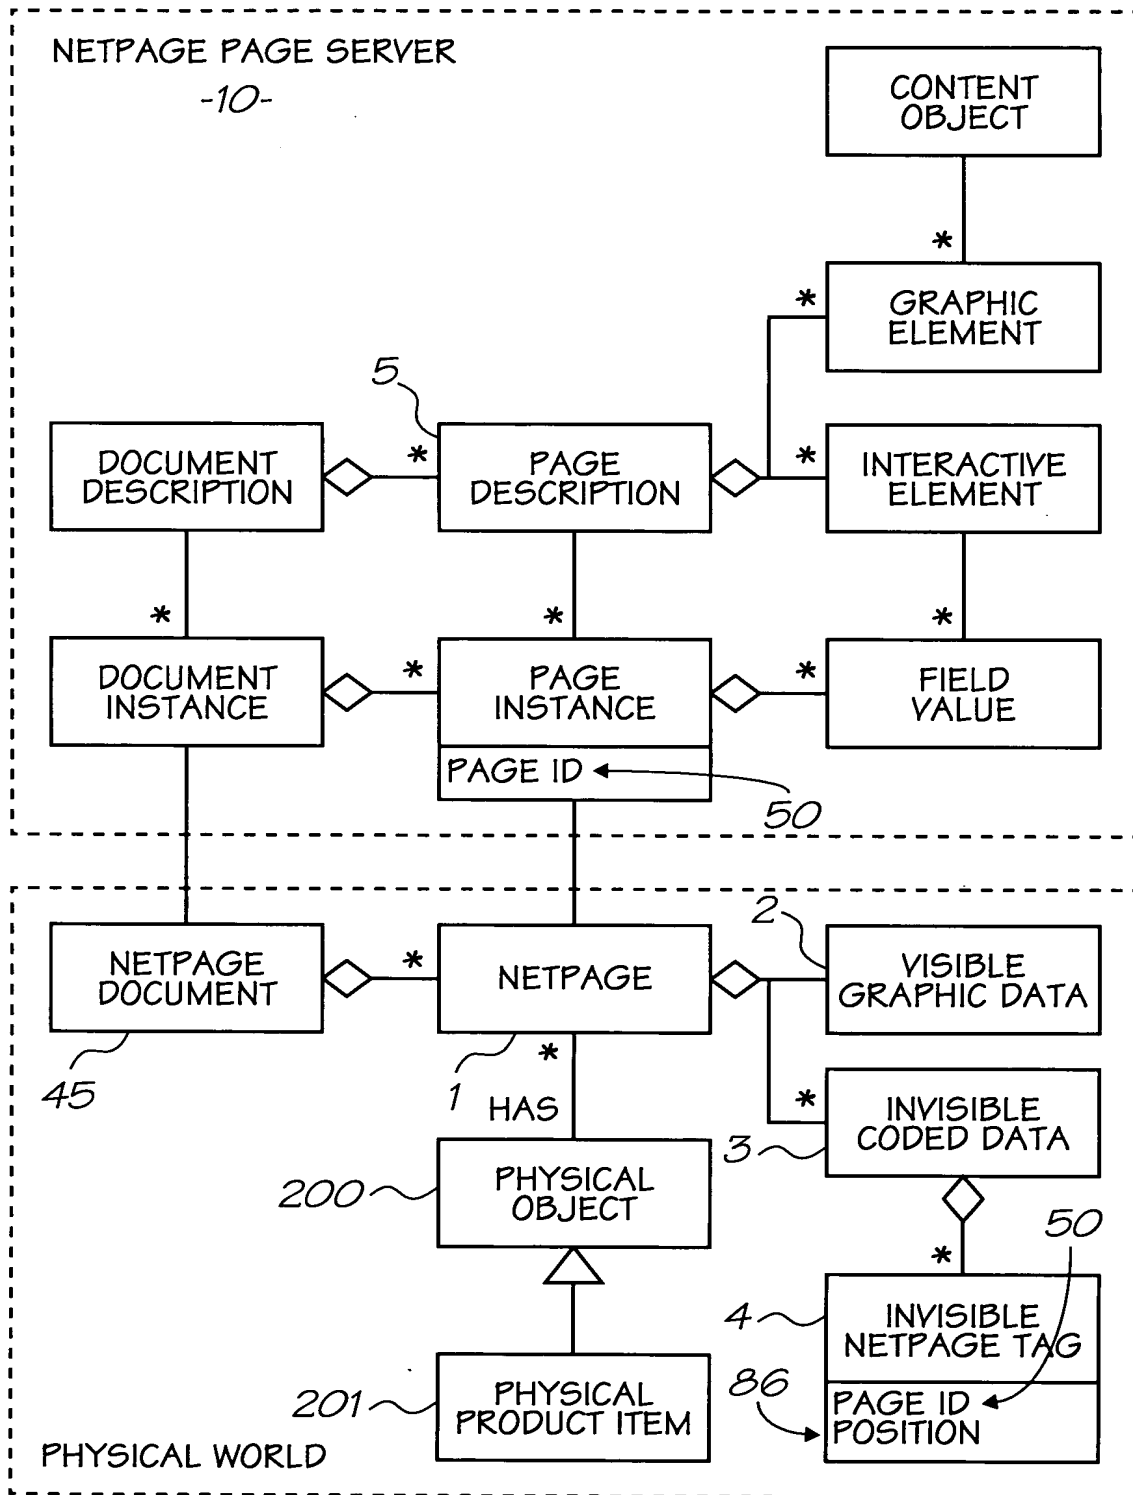 NETPAGE PAGE SERVER
-10-
CONTENT
OBJECT
*
*
GRAPHIC
ELEMENT
5
DOCUMENT
DESCRIPTION
*
PAGE
DESCRIPTION
*
INTERACTIVE
ELEMENT
*
*
*
DOCUMENT
INSTANCE
*
PAGE
INSTANCE
*
FIELD
VALUE
PAGE ID
50
NETPAGE
DOCUMENT
45
*
NETPAGE
1
2
VISIBLE
GRAPHIC DATA
*
HAS
*
INVISIBLE
CODED DATA
3
200
PHYSICAL
OBJECT
*
50
4
INVISIBLE
NETPAGE TAG
86
PAGE ID
POSITION
201
PHYSICAL
PRODUCT ITEM
PHYSICAL WORLD